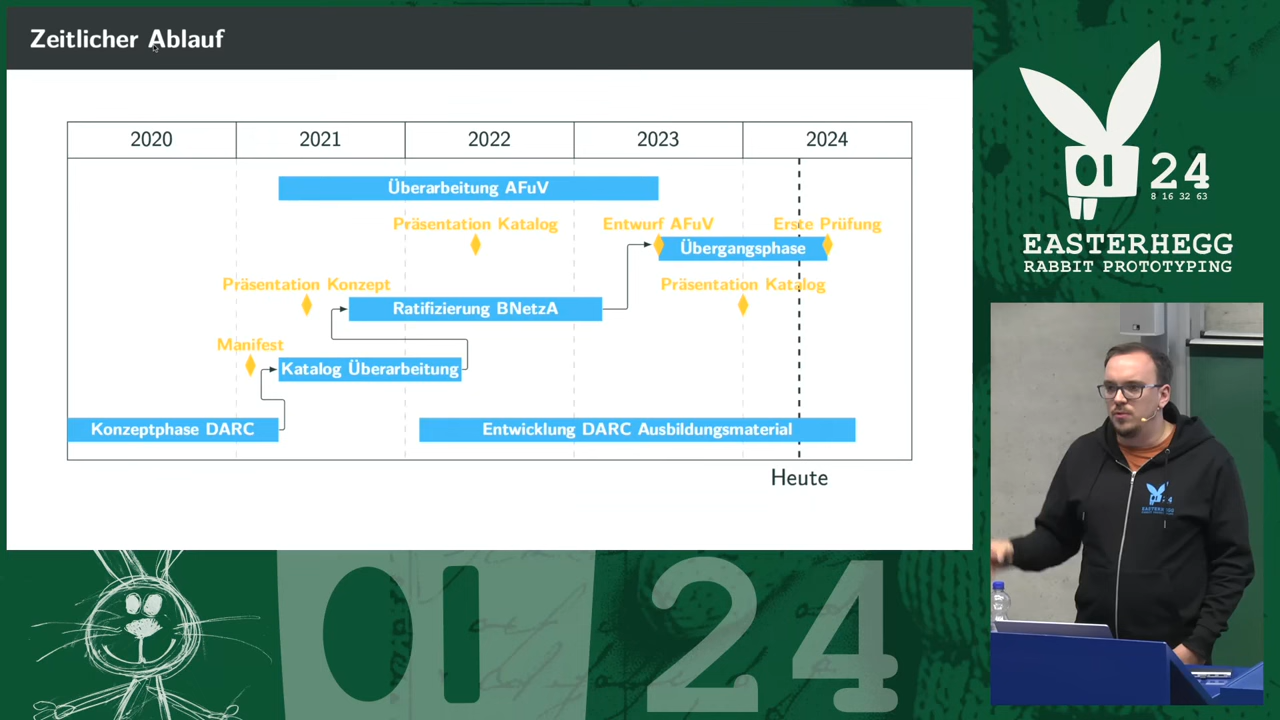 Zeitlicher Ablauf
2020 2021 2022 2023 2024
Überarbeitung AFuV
Präsentation Katalog Entwurf AFuV Erste Prüfung
Übergangsphase
Präsentation Konzept Präsentation Katalog
Ratifizierung BNetzA
Manifest
Katalog Überarbeitung
Konzeptphase DARC Entwicklung DARC Ausbildungsmaterial
Heute
24
8 16 32 63
EASTERHEGG
RABBIT PROTOTYPING
24